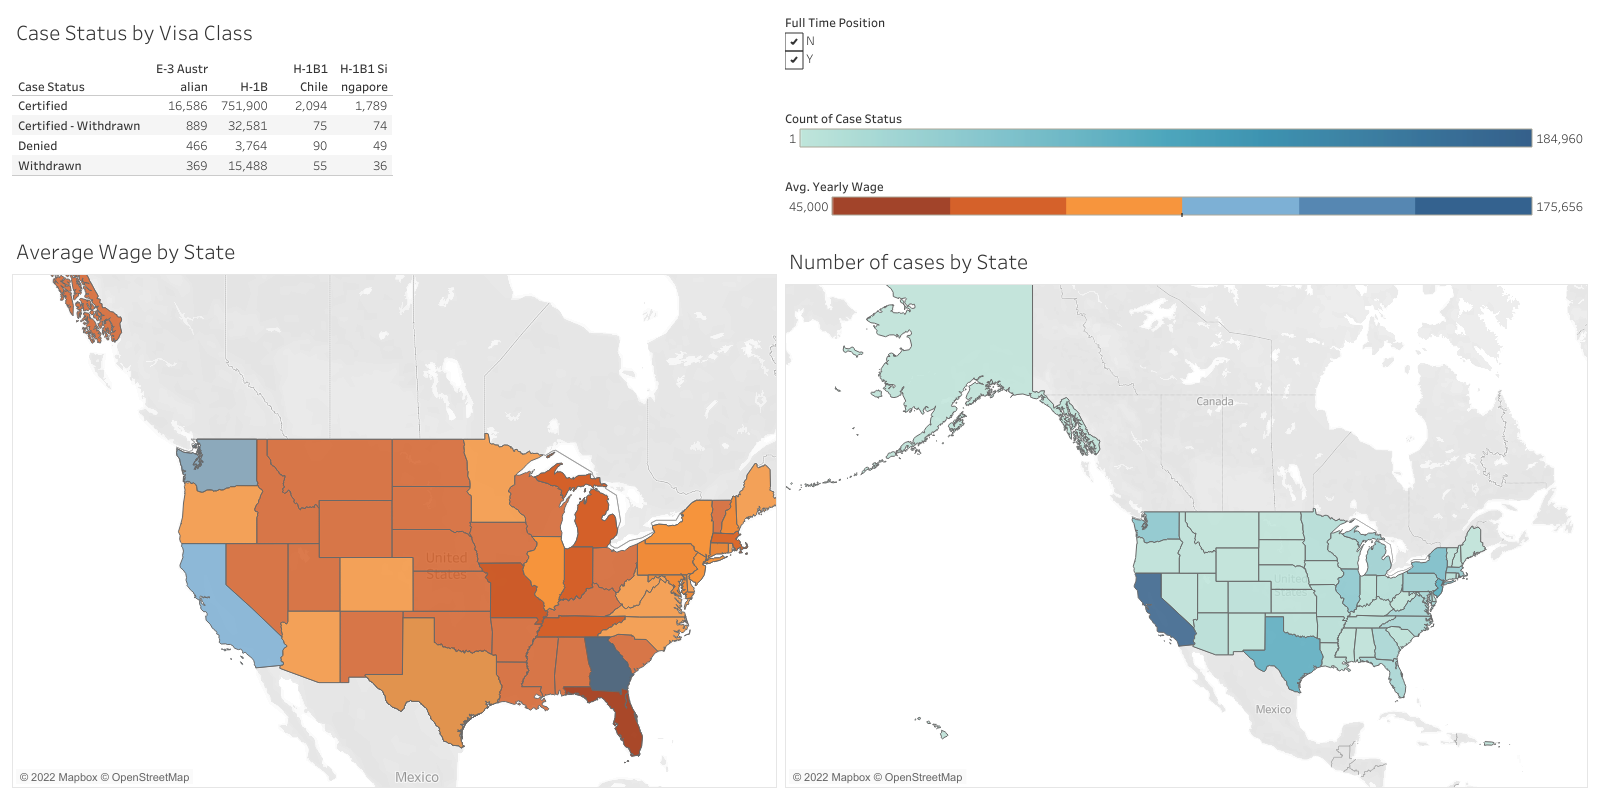 Case Status by Visa Class
E-3 Austr H-1B1 H-1B1 Si
Case Status alian H-1B Chile ngapore
Certified 16,586 751,900 2,094 1,789
Certified - Withdrawn 889 32,581 75 74
Denied 466 3,764 90 49
Withdrawn 369 15,488 55 36
Full Time Position
N
Y
Count of Case Status
1 184,960
Avg. Yearly Wage
45,000 175,656
Average Wage by State
United
States
Mexico
© 2022 Mapbox © OpenStreetMap
Number of cases by State
Canada
United
States
Mexico
© 2022 Mapbox © OpenStreetMap